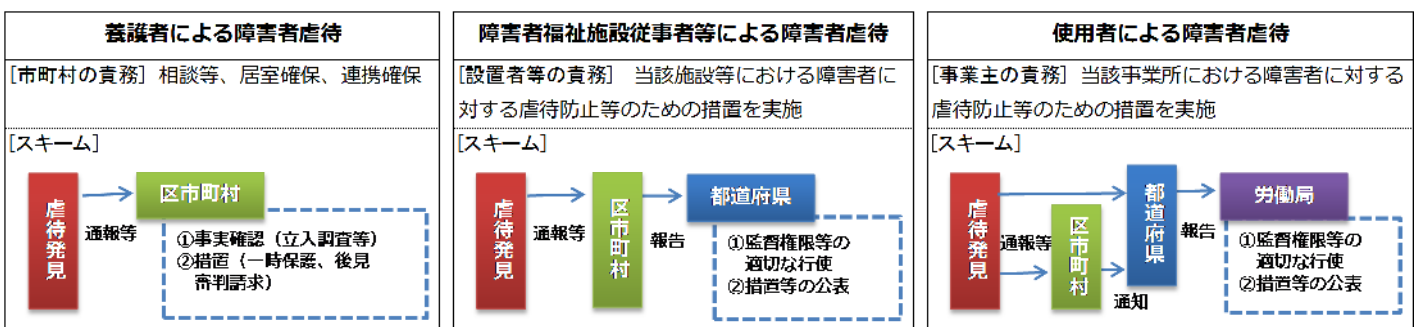 養護者による障害者虐待
[市町村の責務] 相談等、居室確保、連携確保
[スキーム]
虐待発見
通報等
区市町村
①事実確認（立入調査等）
②措置（一時保護、後見
審判請求）
障害者福祉施設従事者等による障害者虐待
[設置者等の責務] 当該施設等における障害者に
対する虐待防止等のための措置を実施
[スキーム]
虐待発見
通報等
区市町村
報告
都道府県
①監督権限等の
適切な行使
②措置等の公表
使用者による障害者虐待
[事業主の責務] 当該事業所における障害者に対する
虐待防止等のための措置を実施
[スキーム]
虐待発見
通報等
区市町村
通知
都道府県
報告
労働局
①監督権限等の
適切な行使
②措置等の公表